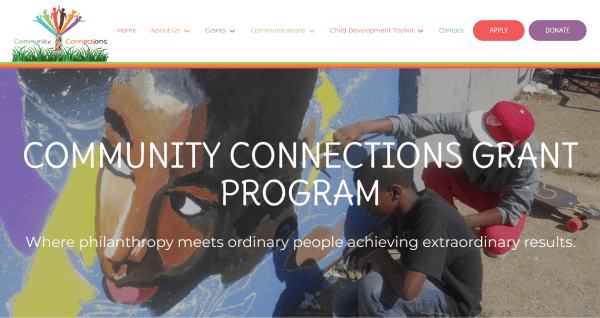 Community Connections
Home
About Us
Grants
Communications
Child Development Toolkit
Contact
APPLY
DONATE
COMMUNITY CONNECTIONS GRANT
PROGRAM
Where philanthropy meets ordinary people achieving extraordinary results.